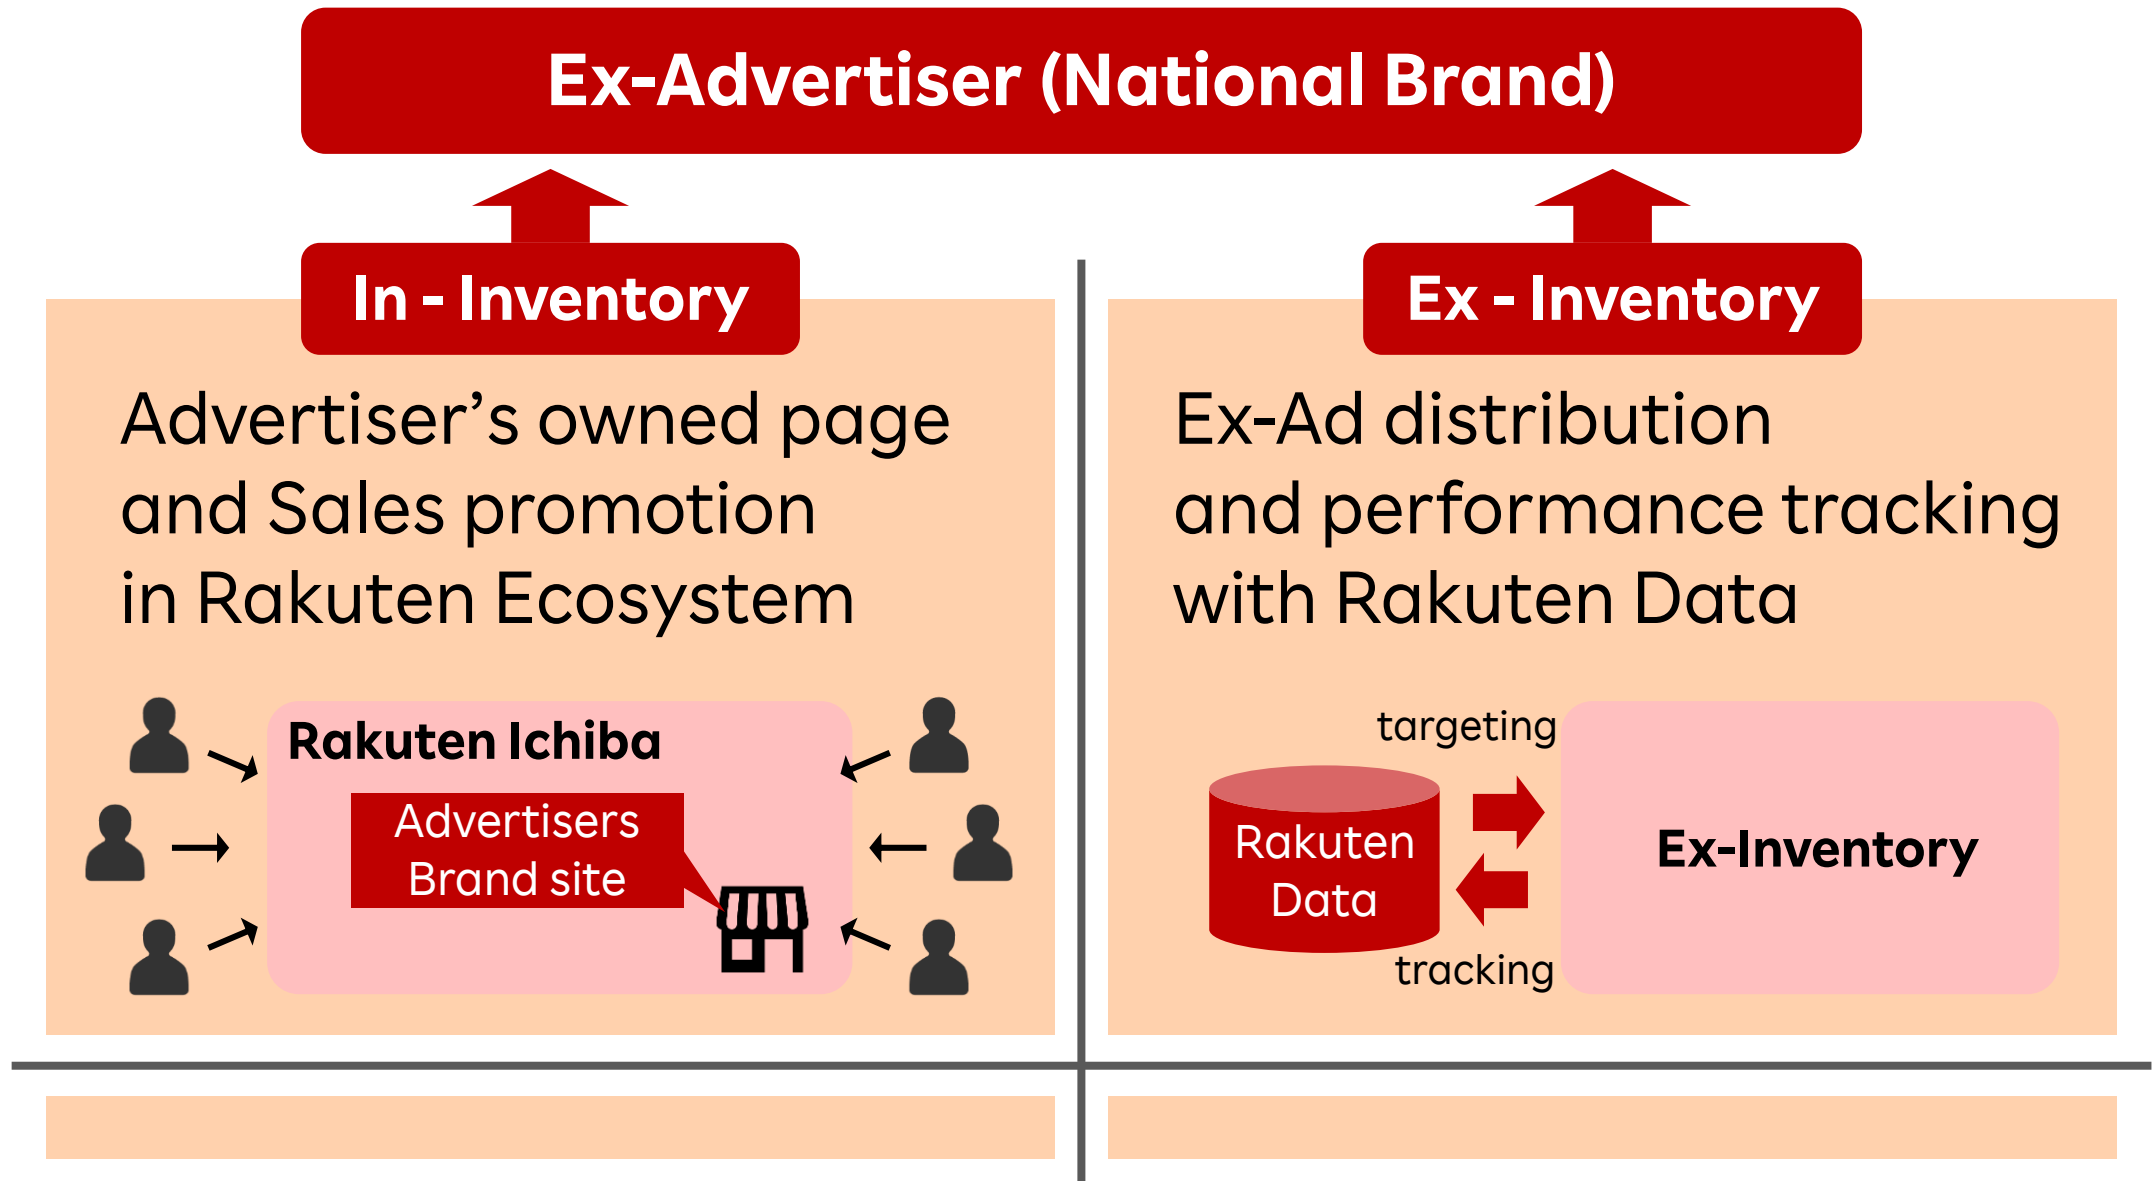 Ex-Advertiser (National Brand)
In - Inventory
Advertiser’s owned page
and Sales promotion
in Rakuten Ecosystem
Rakuten Ichiba
Advertisers
Brand site
Ex - Inventory
Ex-Ad distribution
and performance tracking
with Rakuten Data
targeting
Rakuten
Data
tracking
Ex-Inventory